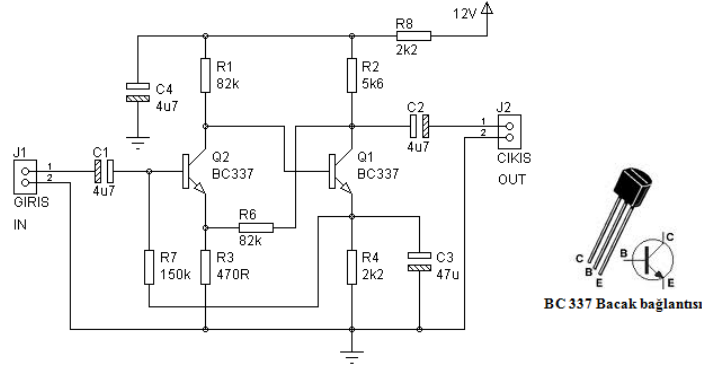 12V
R8
2k2
R1
82k
R2
5k6
C4
4u7
C2
4u7
J2
1
2
CIKIS
OUT
J1
1
2
GIRIS
IN
C1
4u7
Q2
BC337
Q1
BC337
R6
82k
R7
150k
R3
470R
R4
2k2
C3
47u
C
B
E
B
C
E
BC 337 Bacak bağlantısı